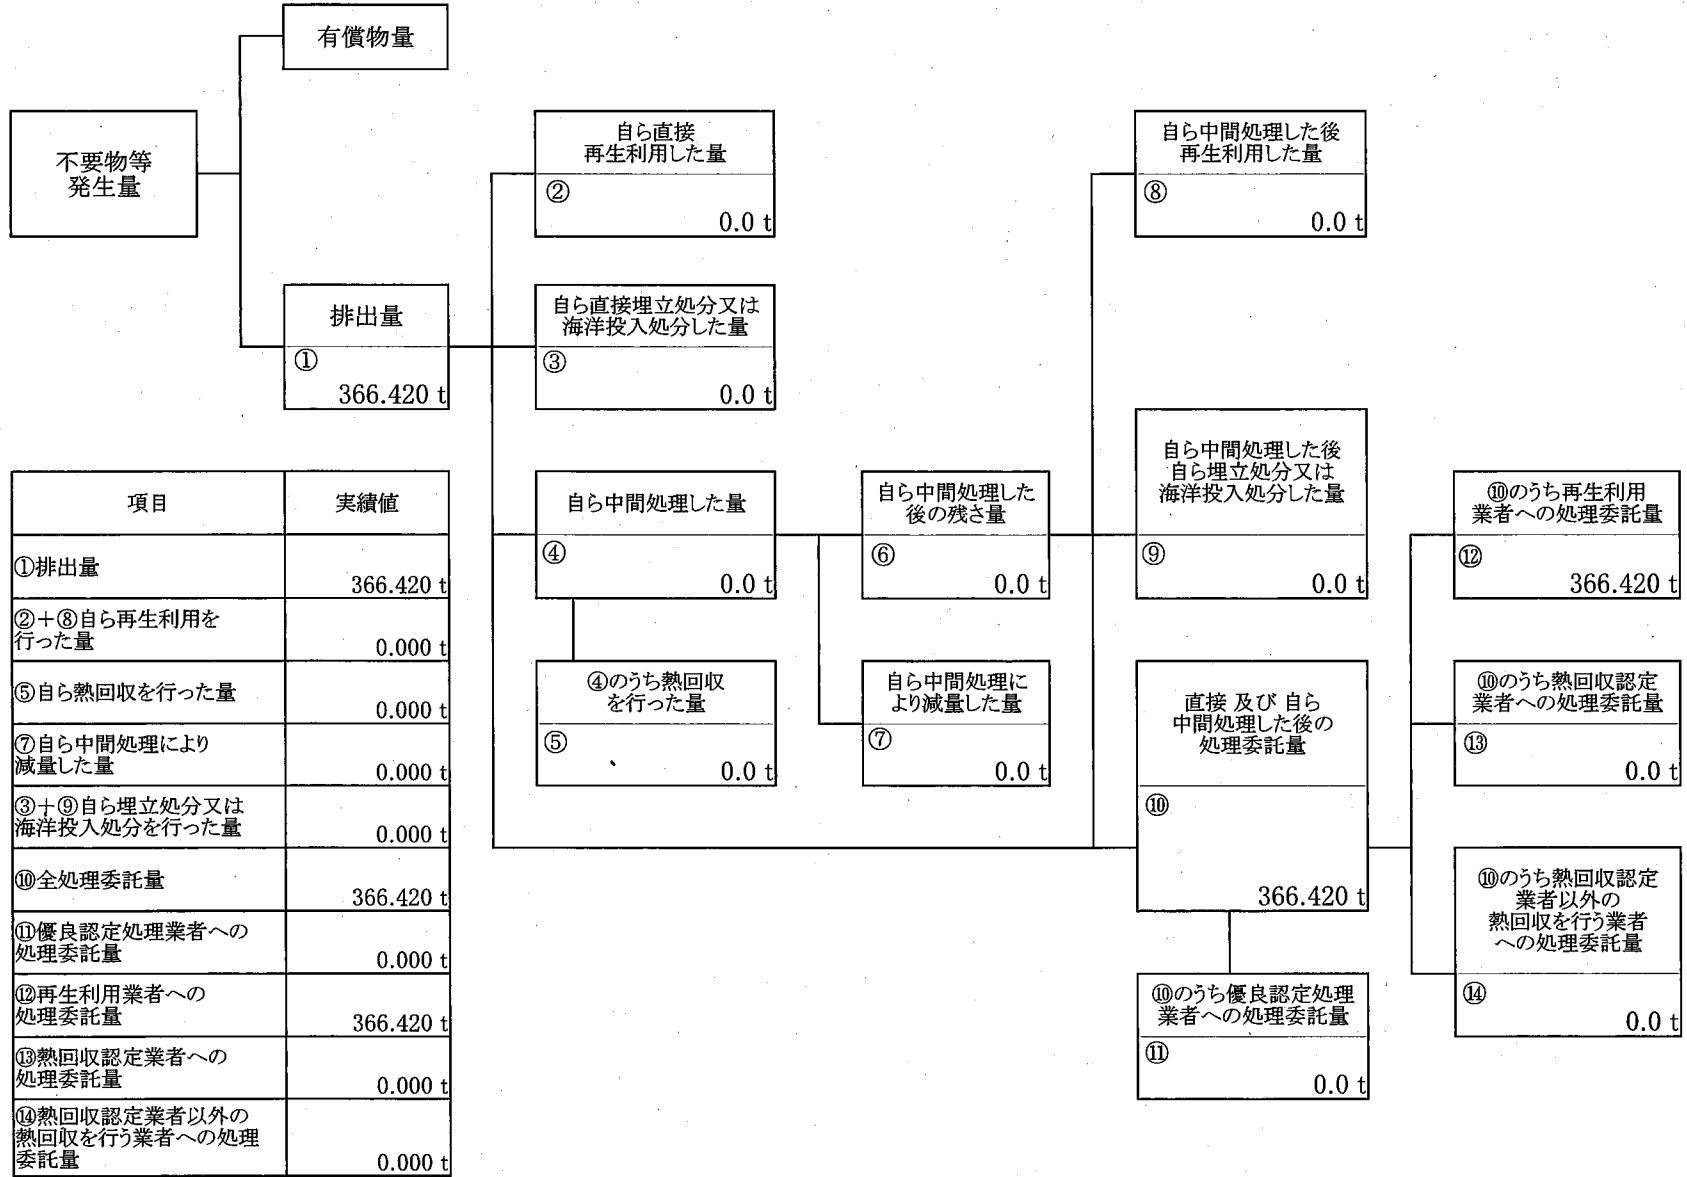 有償物量
不要物等
発生量
排出量
①
366.420 t
自ら直接
再生利用した量
②
0.0 t
自ら直接埋立処分又は
海洋投入処分した量
③
0.0 t
自ら中間処理した量
④
0.0 t
④のうち熱回収
を行った量
⑤
0.0 t
自ら中間処理した
後の残さ量
⑥
0.0 t
自ら中間処理に
より減量した量
⑦
0.0 t
自ら中間処理した後
再生利用した量
⑧
0.0 t
自ら中間処理した後
自ら埋立処分又は
海洋投入処分した量
⑨
0.0 t
直接 及び 自ら
中間処理した後の
処理委託量
⑩
366.420 t
⑩のうち優良認定処理
業者への処理委託量
⑪
0.0 t
⑩のうち再生利用
業者への処理委託量
⑫
366.420 t
⑩のうち熱回収認定
業者への処理委託量
⑬
0.0 t
⑩のうち熱回収認定
業者以外の
熱回収を行う業者
への処理委託量
⑭
0.0 t
項目 実績値
①排出量
366.420 t
②＋⑧自ら再生利用を
行った量
0.000 t
⑤自ら熱回収を行った量
0.000 t
⑦自ら中間処理により
減量した量
0.000 t
③＋⑨自ら埋立処分又は
海洋投入処分を行った量
0.000 t
⑩全処理委託量
366.420 t
⑪優良認定処理業者への
処理委託量
0.000 t
⑫再生利用業者への
処理委託量
366.420 t
⑬熱回収認定業者への
処理委託量
0.000 t
⑭熱回収認定業者以外の
熱回収を行う業者への処理
委託量
0.000 t